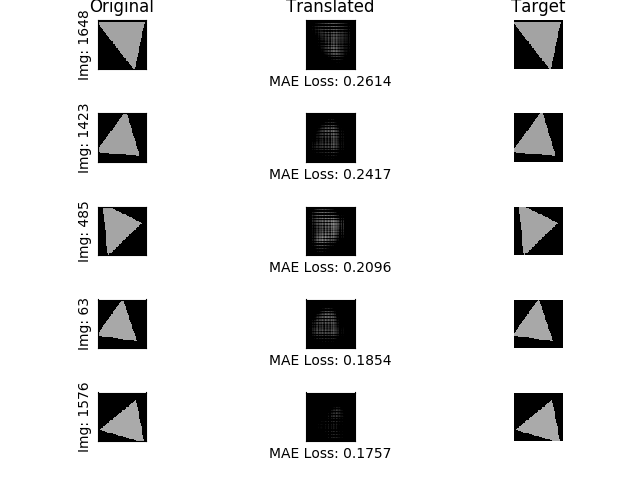 Original Translated Target
Img: 1648
MAE Loss: 0.2614
Img: 1423
MAE Loss: 0.2417
Img: 485
MAE Loss: 0.2096
Img: 63
MAE Loss: 0.1854
Img: 1576
MAE Loss: 0.1757